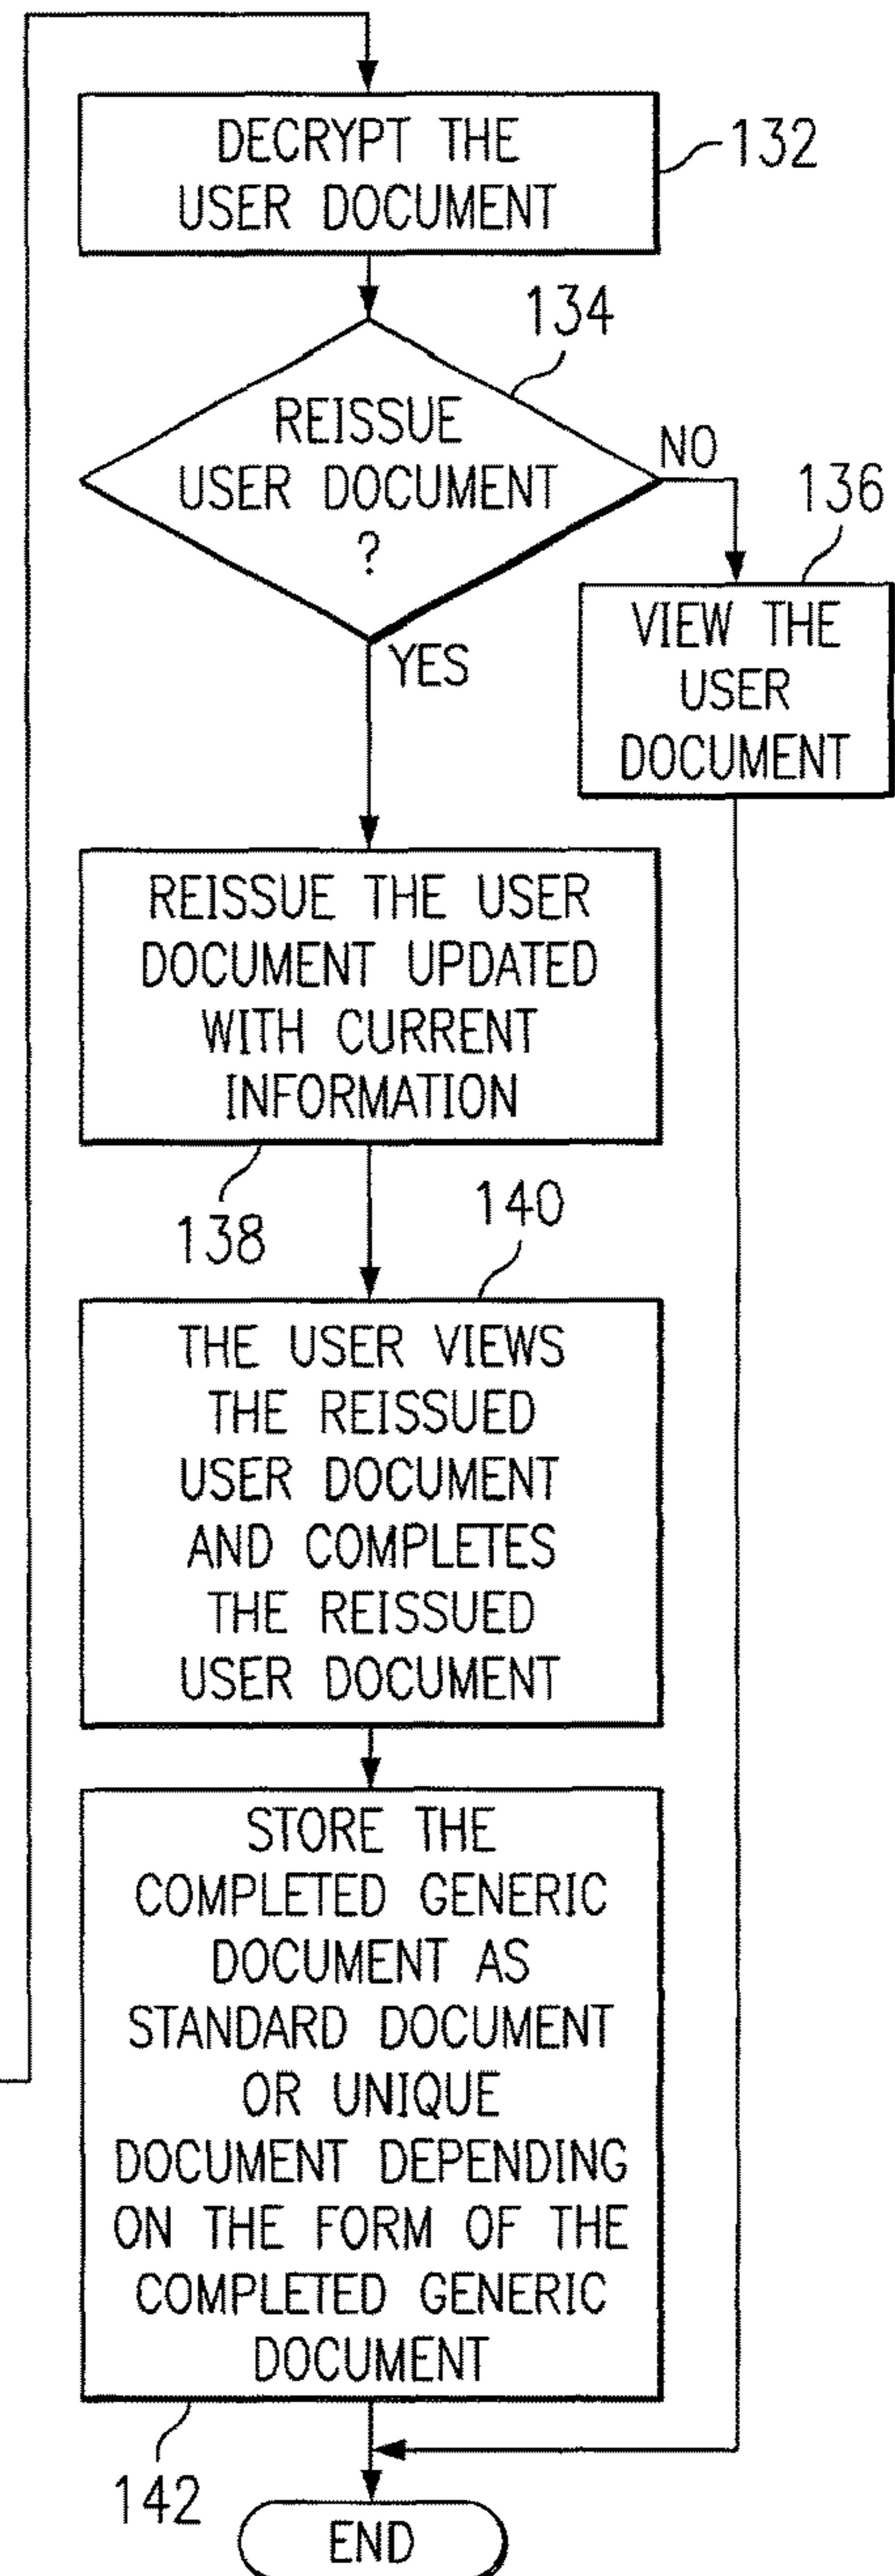 DECRYPT THE
USER DOCUMENT
132
134
REISSUE
USER DOCUMENT
?
NO
136
VIEW THE
USER
DOCUMENT
YES
REISSUE THE USER
DOCUMENT UPDATED
WITH CURRENT
INFORMATION
138
140
THE USER VIEWS
THE REISSUED
USER DOCUMENT
AND COMPLETES
THE REISSUED
USER DOCUMENT
STORE THE
COMPLETED GENERIC
DOCUMENT AS
STANDARD DOCUMENT
OR UNIQUE
DOCUMENT DEPENDING
ON THE FORM OF THE
COMPLETED GENERIC
DOCUMENT
142
END